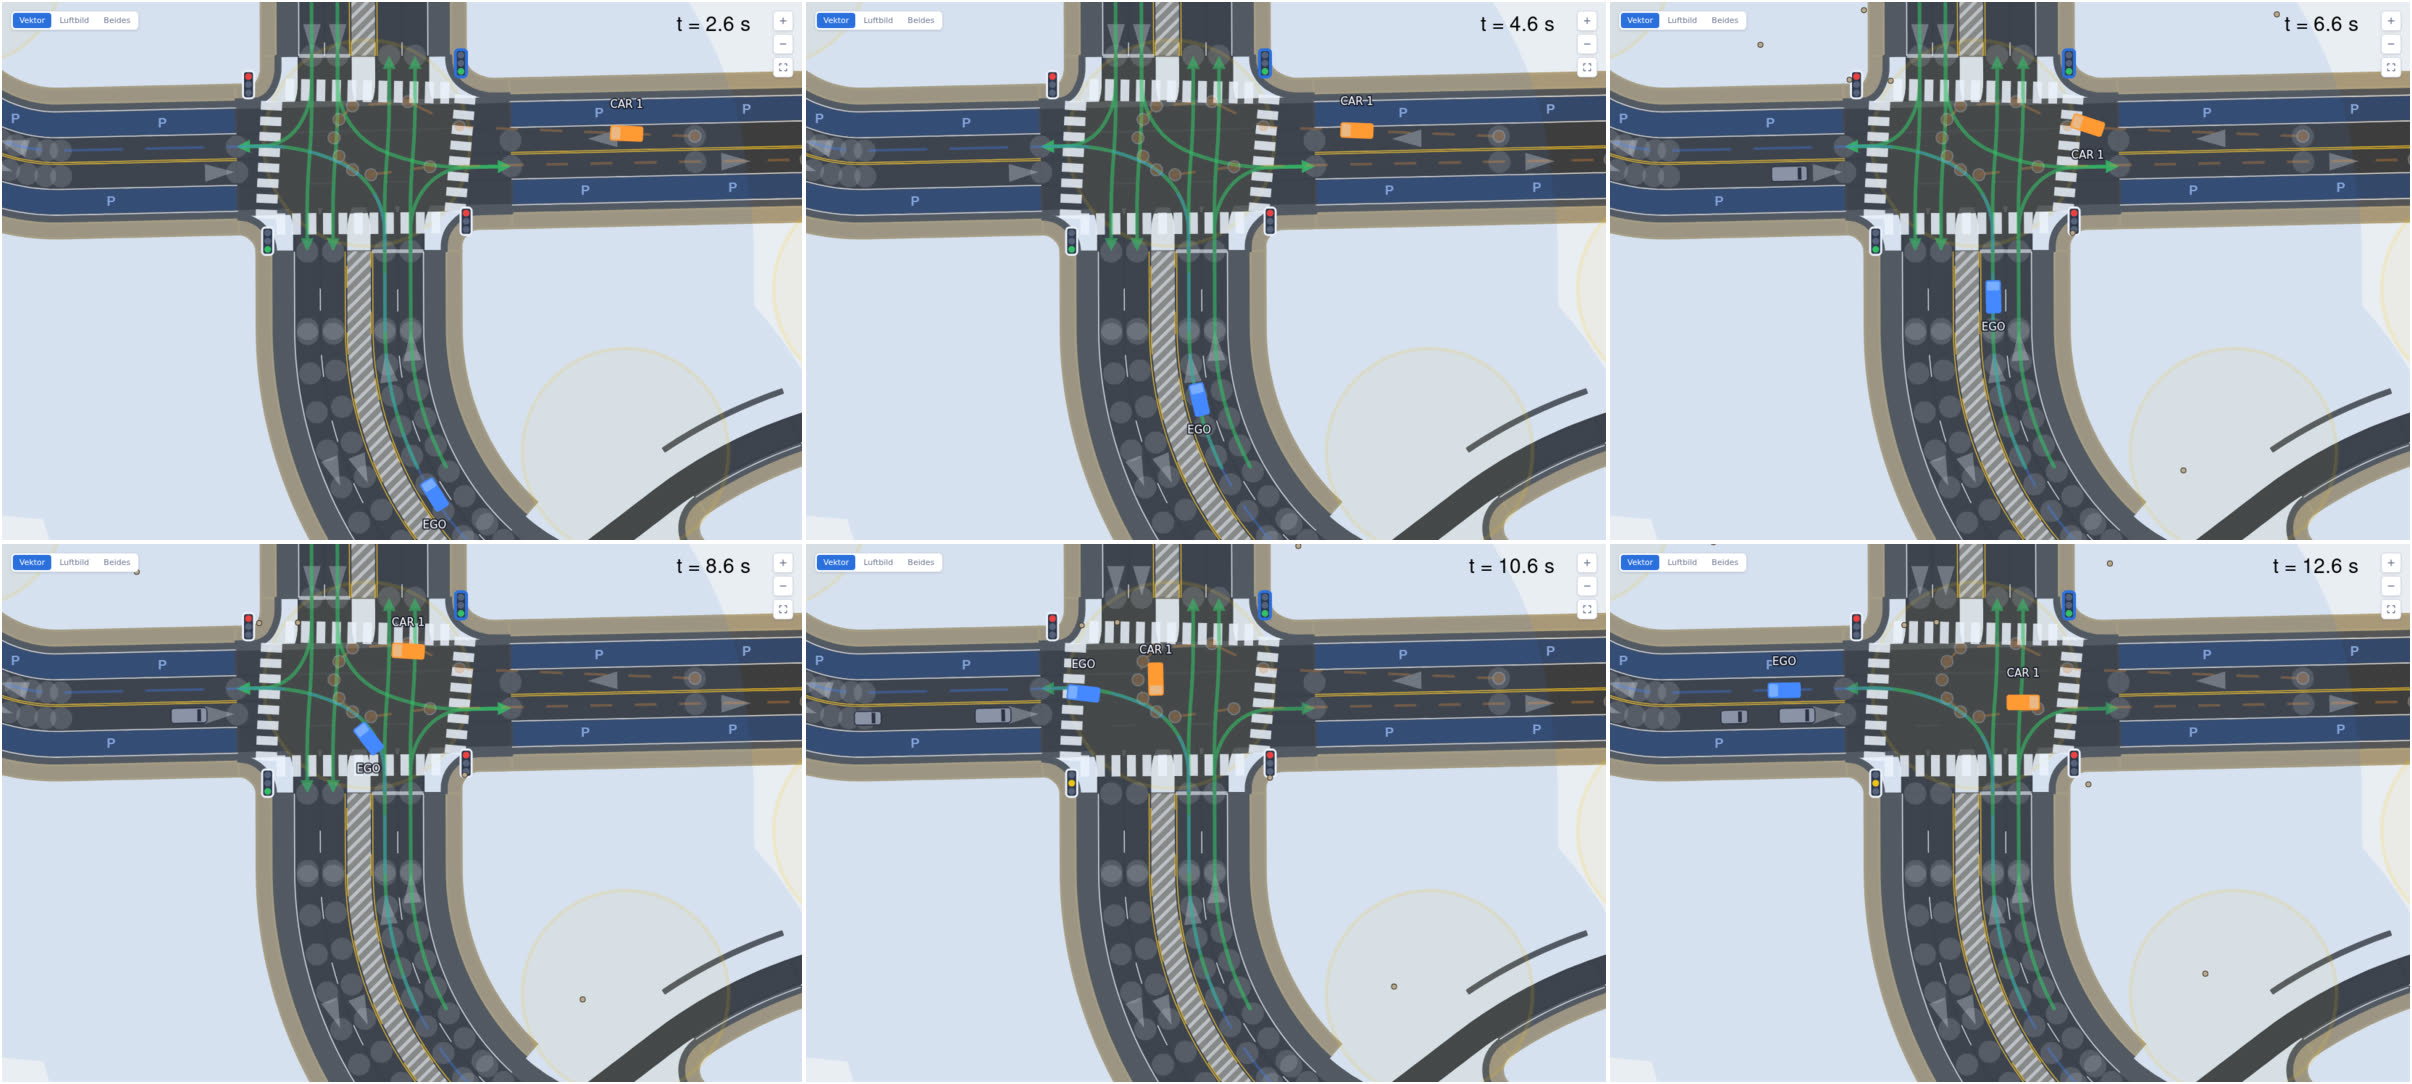 Vektor Luftbild Beides
t = 2.6 s
+
−
CAR 1
P
P
P
P
P
P
P
EGO
Vektor Luftbild Beides
t = 4.6 s
+
−
CAR 1
P
P
P
P
P
P
P
EGO
Vektor Luftbild Beides
t = 6.6 s
+
−
CAR 1
P
P
P
P
P
P
P
EGO
Vektor Luftbild Beides
t = 8.6 s
+
−
CAR 1
P
P
P
P
P
P
P
EGO
Vektor Luftbild Beides
t = 10.6 s
+
−
CAR 1
EGO
P
P
P
P
P
P
P
Vektor Luftbild Beides
t = 12.6 s
+
−
EGO
CAR 1
P
P
P
P
P
P
P